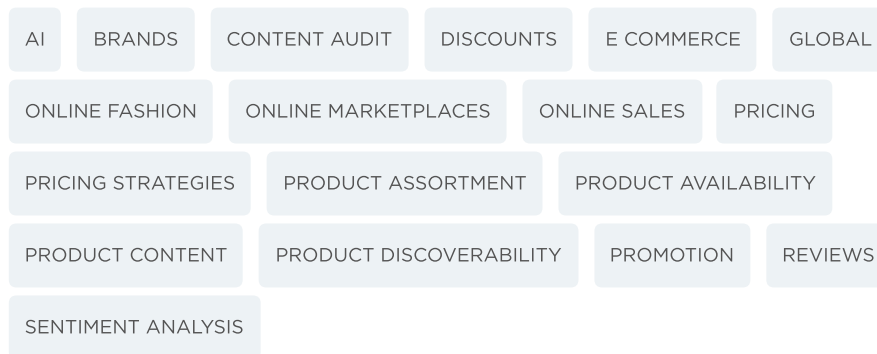 AI BRANDS CONTENT AUDIT DISCOUNTS E COMMERCE GLOBAL
ONLINE FASHION ONLINE MARKETPLACES ONLINE SALES PRICING
PRICING STRATEGIES PRODUCT ASSORTMENT PRODUCT AVAILABILITY
PRODUCT CONTENT PRODUCT DISCOVERABILITY PROMOTION REVIEWS
SENTIMENT ANALYSIS